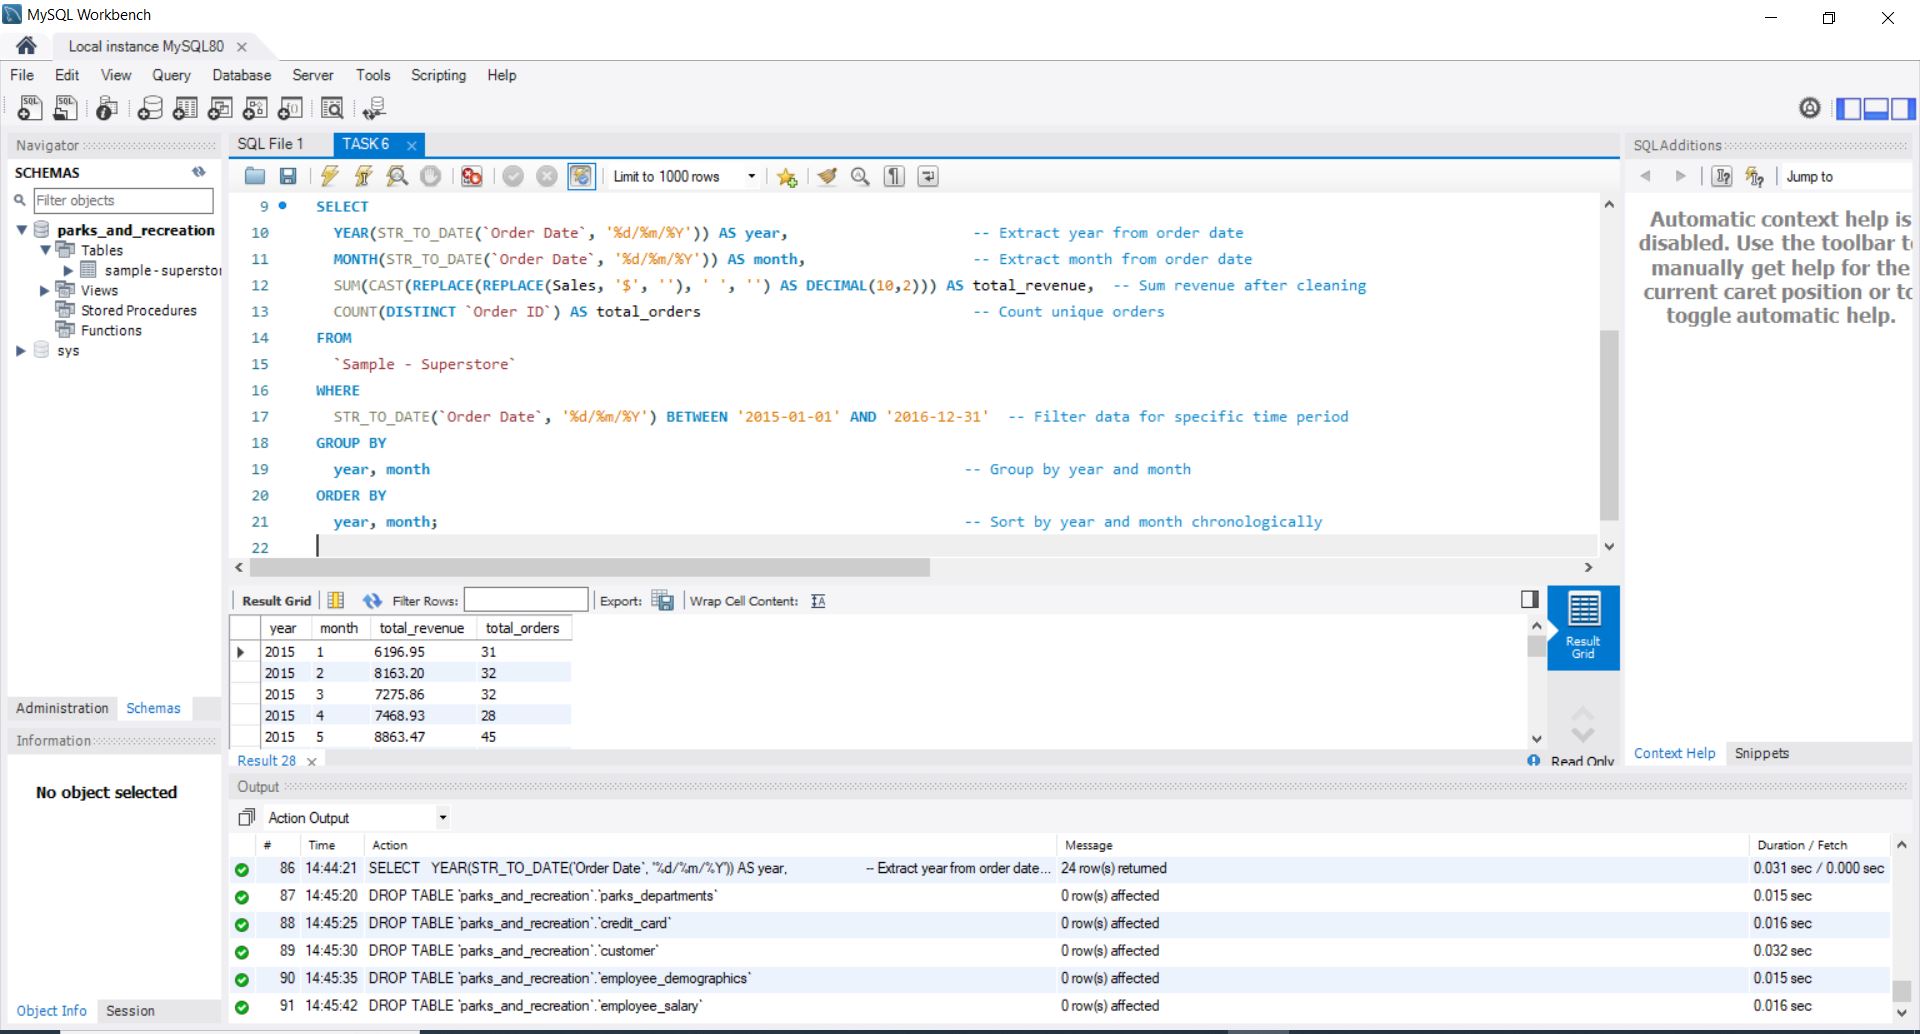 MySQL Workbench
Local instance MySQL80
File Edit View Query Database Server Tools Scripting Help
Navigator
SCHEMAS
Filter objects
parks_and_recreation
Tables
sample - superstor
Views
Stored Procedures
Functions
sys
Administration Schemas
Information
No object selected
Object Info Session
SQL File 1 TASK 6
Limit to 1000 rows
9 SELECT
10 YEAR(STR_TO_DATE(`Order Date`, '%d/%m/%Y')) AS year, -- Extract year from order date
11 MONTH(STR_TO_DATE(`Order Date`, '%d/%m/%Y')) AS month, -- Extract month from order date
12 SUM(CAST(REPLACE(REPLACE(Sales, '$', ''), ' ', '') AS DECIMAL(10,2))) AS total_revenue, -- Sum revenue after cleaning
13 COUNT(DISTINCT `Order ID`) AS total_orders -- Count unique orders
14 FROM
15 `Sample - Superstore`
16 WHERE
17 STR_TO_DATE(`Order Date`, '%d/%m/%Y') BETWEEN '2015-01-01' AND '2016-12-31' -- Filter data for specific time period
18 GROUP BY
19 year, month -- Group by year and month
20 ORDER BY
21 year, month; -- Sort by year and month chronologically
22
Result Grid Filter Rows: Export: Wrap Cell Content:
year month total_revenue total_orders
2015 1 6196.95 31
2015 2 8163.20 32
2015 3 7275.86 32
2015 4 7468.93 28
2015 5 8863.47 45
Result Grid
Result 28
Read Only
SQLAdditions
Jump to
Automatic context help is
disabled. Use the toolbar t
manually get help for the
current caret position or to
toggle automatic help.
Context Help Snippets
Output
Action Output
# Time Action Message Duration / Fetch
86 14:44:21 SELECT YEAR(STR_TO_DATE(`Order Date`, '%d/%m/%Y')) AS year, -- Extract year from order date... 24 row(s) returned 0.031 sec / 0.000 sec
87 14:45:20 DROP TABLE `parks_and_recreation`.`parks_departments` 0 row(s) affected 0.015 sec
88 14:45:25 DROP TABLE `parks_and_recreation`.`credit_card` 0 row(s) affected 0.016 sec
89 14:45:30 DROP TABLE `parks_and_recreation`.`customer` 0 row(s) affected 0.032 sec
90 14:45:35 DROP TABLE `parks_and_recreation`.`employee_demographics` 0 row(s) affected 0.015 sec
91 14:45:42 DROP TABLE `parks_and_recreation`.`employee_salary` 0 row(s) affected 0.016 sec